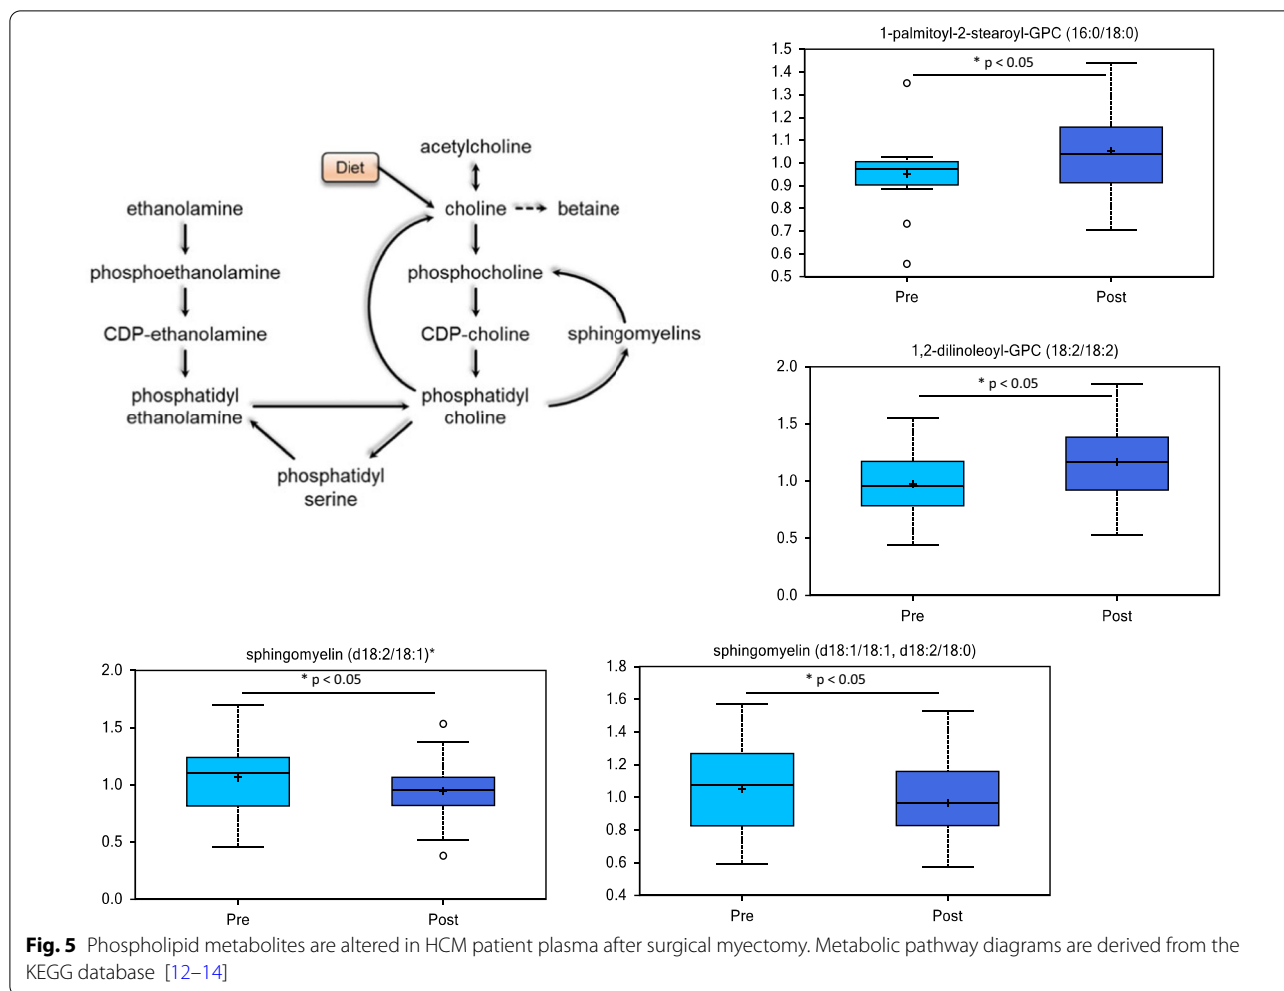 acetylcholine
Diet
ethanolamine
choline
betaine
phosphoethanolamine
phosphocholine
CDP-ethanolamine
CDP-choline
sphingomyelins
phosphatidyl
ethanolamine
phosphatidyl
choline
phosphatidyl
serine
1-palmitoyl-2-stearoyl-GPC (16:0/18:0)
* p < 0.05
1.5
1.4
1.3
1.2
1.1
1.0
0.9
0.8
0.7
0.6
0.5
Pre Post
1,2-dilinoleoyl-GPC (18:2/18:2)
* p < 0.05
2.0
1.5
1.0
0.5
0.0
Pre Post
sphingomyelin (d18:2/18:1)*
* p < 0.05
2.0
1.5
1.0
0.5
0.0
Pre Post
sphingomyelin (d18:1/18:1, d18:2/18:0)
* p < 0.05
1.8
1.6
1.4
1.2
1.0
0.8
0.6
0.4
Pre Post
Fig. 5 Phospholipid metabolites are altered in HCM patient plasma after surgical myectomy. Metabolic pathway diagrams are derived from the
KEGG database [12–14]